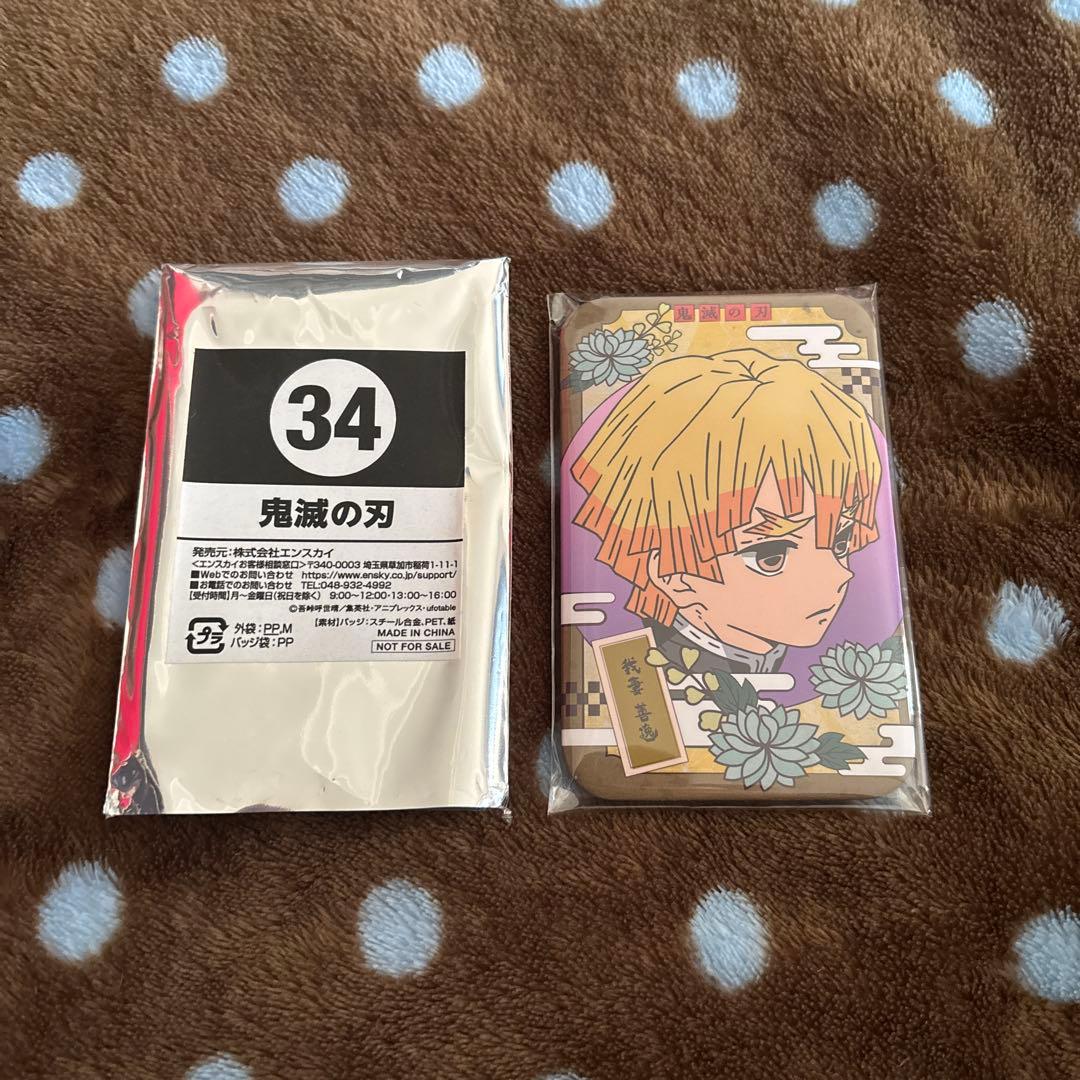 34
鬼滅の刃
発売元:株式会社エンスカイ
<エンスカイお客様相談窓口>〒340-0003 埼玉県草加市稲荷1-11-1
■Webでのお問い合わせ https://www.ensky.co.jp/support/
■お電話でのお問い合わせ TEL:048-932-4992
【受付時間】月~金曜日(祝日を除く) 9:00~12:00・13:00~16:00
©吾峠呼世晴/集英社・アニプレックス・ufotable
プラ
外袋:PP,M
バッジ袋:PP
【素材】バッジ:スチール合金、PET、紙
MADE IN CHINA
NOT FOR SALE
鬼滅の刃
我妻 善逸